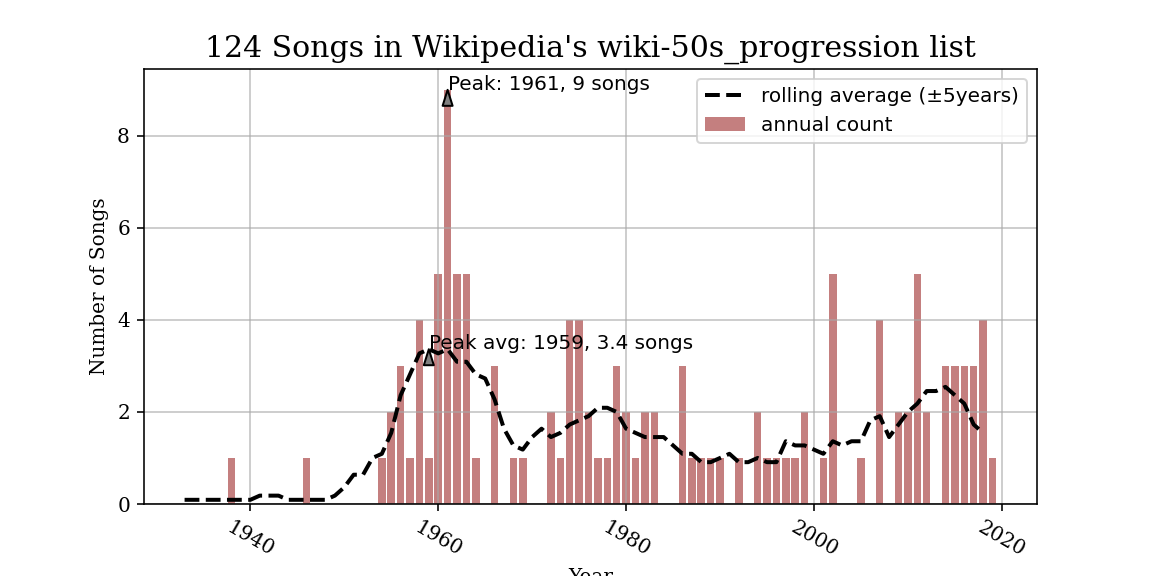 124 Songs in Wikipedia's wiki-50s_progression list
Peak: 1961, 9 songs
rolling average (±5years)
annual count
Peak avg: 1959, 3.4 songs
Number of Songs
8
6
4
2
0
1940
1960
1980
2000
2020
Year